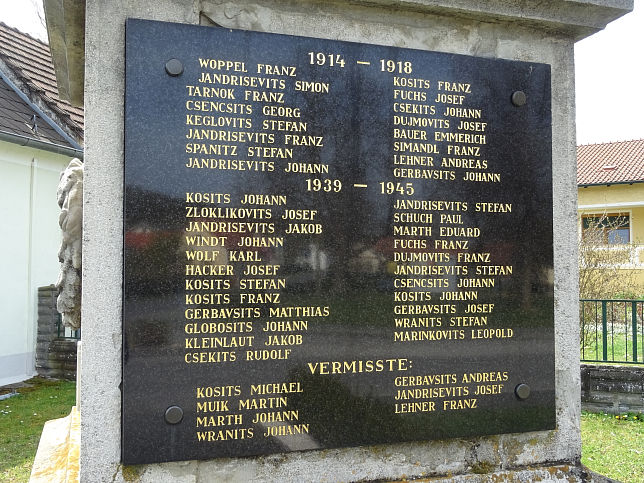 1914 – 1918
WOPPEL FRANZ
JANDRISEVITS SIMON
TARNOK FRANZ
CSENCSITS GEORG
KEGLOVITS STEFAN
JANDRISEVITS FRANZ
SPANITZ STEFAN
JANDRISEVITS JOHANN
KOSITS FRANZ
FUCHS JOSEF
CSEKITS JOHANN
DUJMOVITS JOSEF
BAUER EMMERICH
SIMANDL FRANZ
LEHNER ANDREAS
GERBAVSITS JOHANN
1939 – 1945
KOSITS JOHANN
ZLOKLIKOVITS JOSEF
JANDRISEVITS JAKOB
WINDT JOHANN
WOLF KARL
HACKER JOSEF
KOSITS STEFAN
KOSITS FRANZ
GERBAVSITS MATTHIAS
GLOBOSITS JOHANN
KLEINLAUT JAKOB
CSEKITS RUDOLF
JANDRISEVITS STEFAN
SCHUCH PAUL
MARTH EDUARD
FUCHS FRANZ
DUJMOVITS FRANZ
JANDRISEVITS STEFAN
CSENCSITS JOHANN
KOSITS JOHANN
GERBAVSITS JOSEF
WRANITS STEFAN
MARINKOVITS LEOPOLD
VERMISSTE:
KOSITS MICHAEL
MUIK MARTIN
MARTH JOHANN
WRANITS JOHANN
GERBAVSITS ANDREAS
JANDRISEVITS JOSEF
LEHNER FRANZ